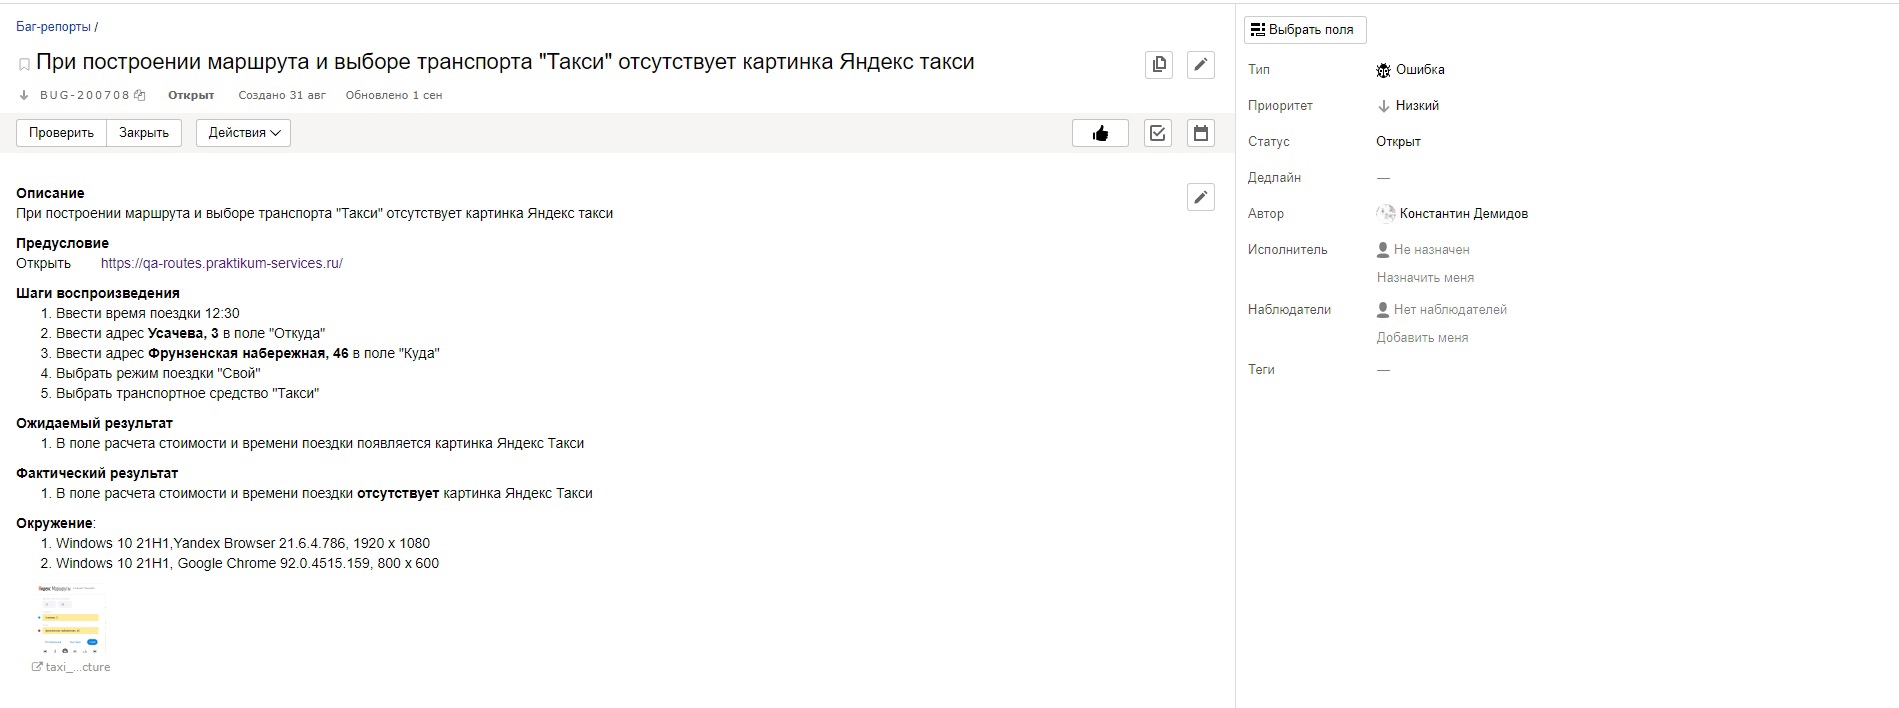 Баг-репорты /
При построении маршрута и выборе транспорта "Такси" отсутствует картинка Яндекс такси
BUG-200708 Открыт Создано 31 авг Обновлено 1 сен
Проверить Закрыть Действия
Описание
При построении маршрута и выборе транспорта "Такси" отсутствует картинка Яндекс такси
Предусловие
Открыть https://qa-routes.praktikum-services.ru/
Шаги воспроизведения
1. Ввести время поездки 12:30
2. Ввести адрес Усачева, 3 в поле "Откуда"
3. Ввести адрес Фрунзенская набережная, 46 в поле "Куда"
4. Выбрать режим поездки "Свой"
5. Выбрать транспортное средство "Такси"
Ожидаемый результат
1. В поле расчета стоимости и времени поездки появляется картинка Яндекс Такси
Фактический результат
1. В поле расчета стоимости и времени поездки отсутствует картинка Яндекс Такси
Окружение:
1. Windows 10 21H1,Yandex Browser 21.6.4.786, 1920 x 1080
2. Windows 10 21H1, Google Chrome 92.0.4515.159, 800 x 600
Яндекс Маршруты
taxi_...cture
Выбрать поля
Тип Ошибка
Приоритет Низкий
Статус Открыт
Дедлайн —
Автор Константин Демидов
Исполнитель Не назначен
Назначить меня
Наблюдатели Нет наблюдателей
Добавить меня
Теги —